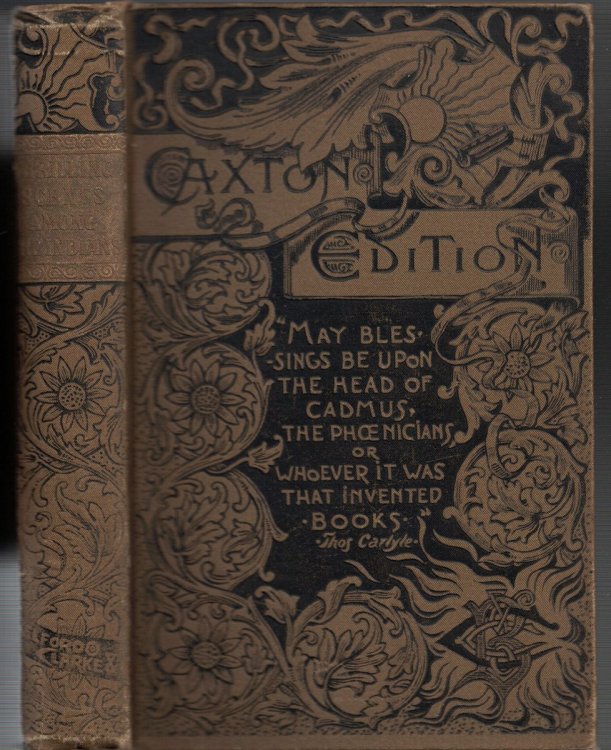 CAXTON
EDITION
"MAY BLES-
-SINGS BE UPON
THE HEAD OF
CADMUS,
THE PHŒNICIANS,
OR
WHOEVER IT WAS
THAT INVENTED
·BOOKS·"
·Thos Carlyle·